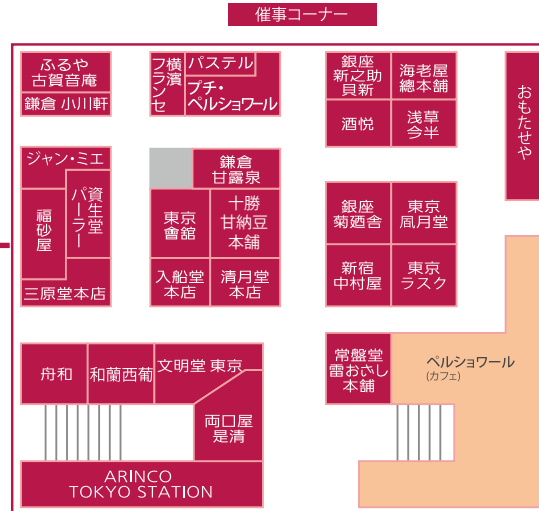 催事コーナー
ふるや
古賀音庵
鎌倉 小川軒
横濱
フランセ
パステル
プチ・
ペルショワール
銀座
新之助
貝新
海老屋
總本舗
酒悦
浅草
今半
おもたせや
ジャン・ミエ
福砂屋
資生堂
パーラー
三原堂本店
鎌倉
甘露泉
東京
會舘
十勝
甘納豆
本舗
入船堂
本店
清月堂
本店
銀座
菊廼舎
東京
凮月堂
新宿
中村屋
東京
ラスク
舟和
和蘭西葡
文明堂 東京
両口屋
是清
常盤堂
雷おこし
本舗
ペルショワール
(カフェ)
ARINCO
TOKYO STATION